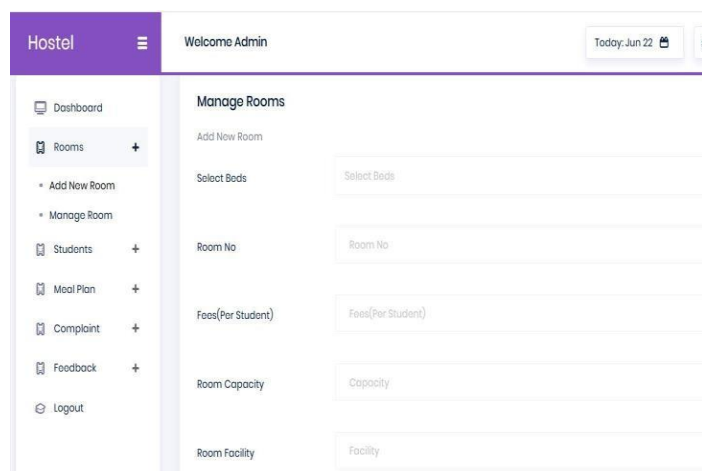 Hostel
Welcome Admin
Today: Jun 22
Dashboard
Rooms +
Add New Room
Manage Room
Students +
Meal Plan +
Complaint +
Feedback +
Logout
Manage Rooms
Add New Room
Select Beds
Select Beds
Room No
Room No
Fees(Per Student)
Fees(Per Student)
Room Capacity
Capacity
Room Facility
Facility